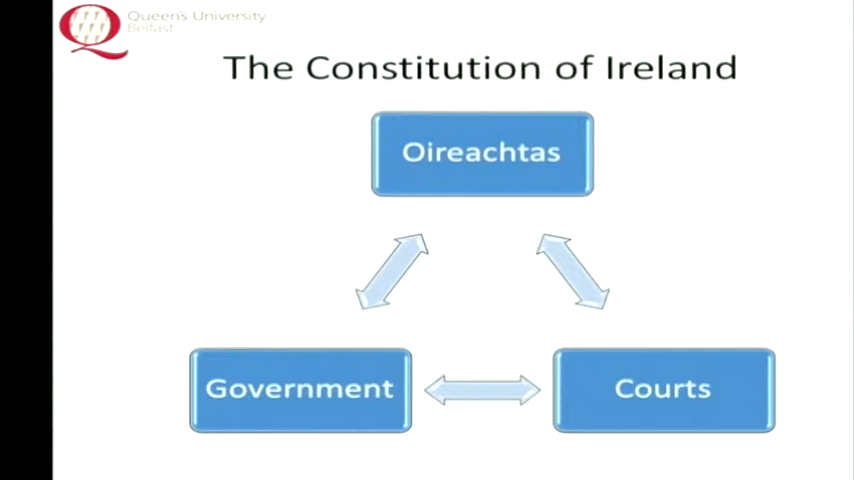 Queen's University
Belfast
The Constitution of Ireland
Oireachtas
Government
Courts